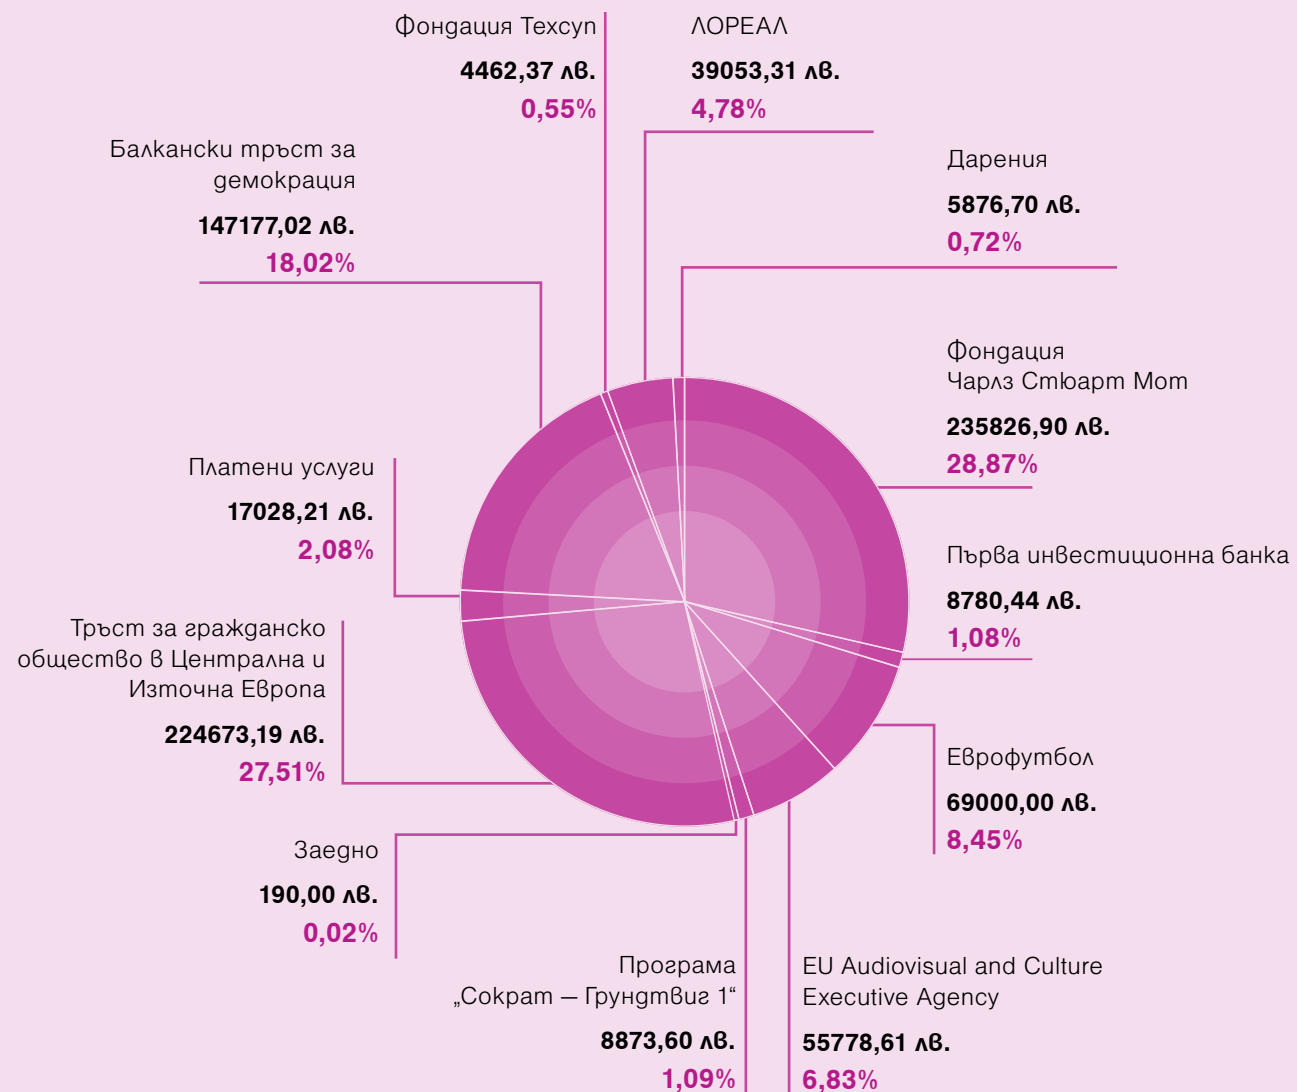 Фондация Техсуп
4462,37 лв.
0,55%
ЛОРЕАЛ
39053,31 лв.
4,78%
Балкански тръст за
демокрация
147177,02 лв.
18,02%
Дарения
5876,70 лв.
0,72%
Фондация
Чарлз Стюарт Мот
235826,90 лв.
28,87%
Платени услуги
17028,21 лв.
2,08%
Първа инвестиционна банка
8780,44 лв.
1,08%
Тръст за гражданско
общество в Централна и
Източна Европа
224673,19 лв.
27,51%
Еврофутбол
69000,00 лв.
8,45%
Заедно
190,00 лв.
0,02%
Програма
„Сократ — Грундтвиг 1“
8873,60 лв.
1,09%
EU Audiovisual and Culture
Executive Agency
55778,61 лв.
6,83%